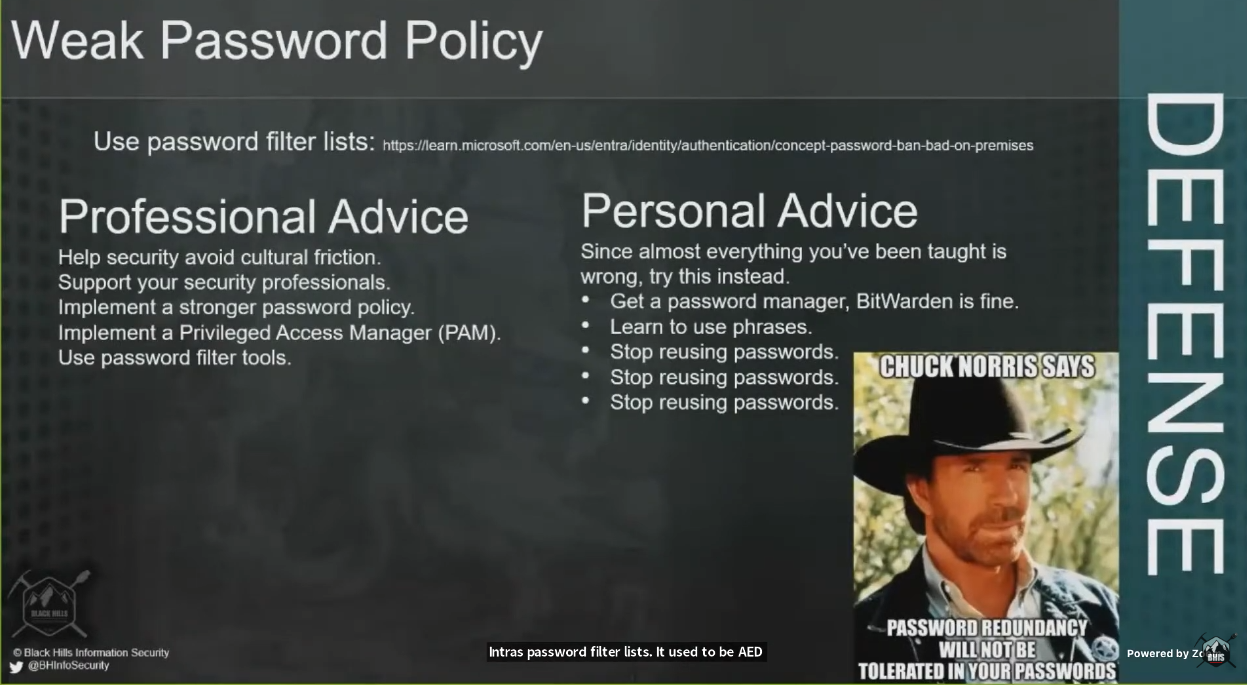 Weak Password Policy
Use password filter lists: https://learn.microsoft.com/en-us/entra/identity/authentication/concept-password-ban-bad-on-premises
Professional Advice
Help security avoid cultural friction.
Support your security professionals.
Implement a stronger password policy.
Implement a Privileged Access Manager (PAM).
Use password filter tools.
Personal Advice
Since almost everything you’ve been taught is
wrong, try this instead.
• Get a password manager, BitWarden is fine.
• Learn to use phrases.
• Stop reusing passwords.
• Stop reusing passwords.
• Stop reusing passwords.
CHUCK NORRIS SAYS
PASSWORD REDUNDANCY
WILL NOT BE
TOLERATED IN YOUR PASSWORDS
DEFENSE
BLACK HILLS
© Black Hills Information Security
@BHInfoSecurity
Intras password filter lists. It used to be AED
Powered by
BHIS